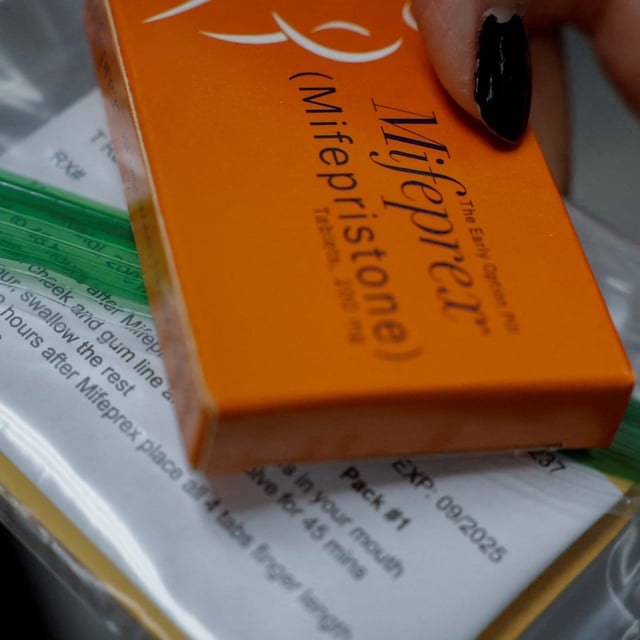 Mifeprex
The Early Option Pill
(Mifepristone)
Tablets, 200 mg
RX#
after Mifep
cheek and gum line a
swallow the rest
hours after Mifeprex place all 4 tabs
finger length
in your mouth
for 45 mins
Pack #1
EXP: 09/2025
237